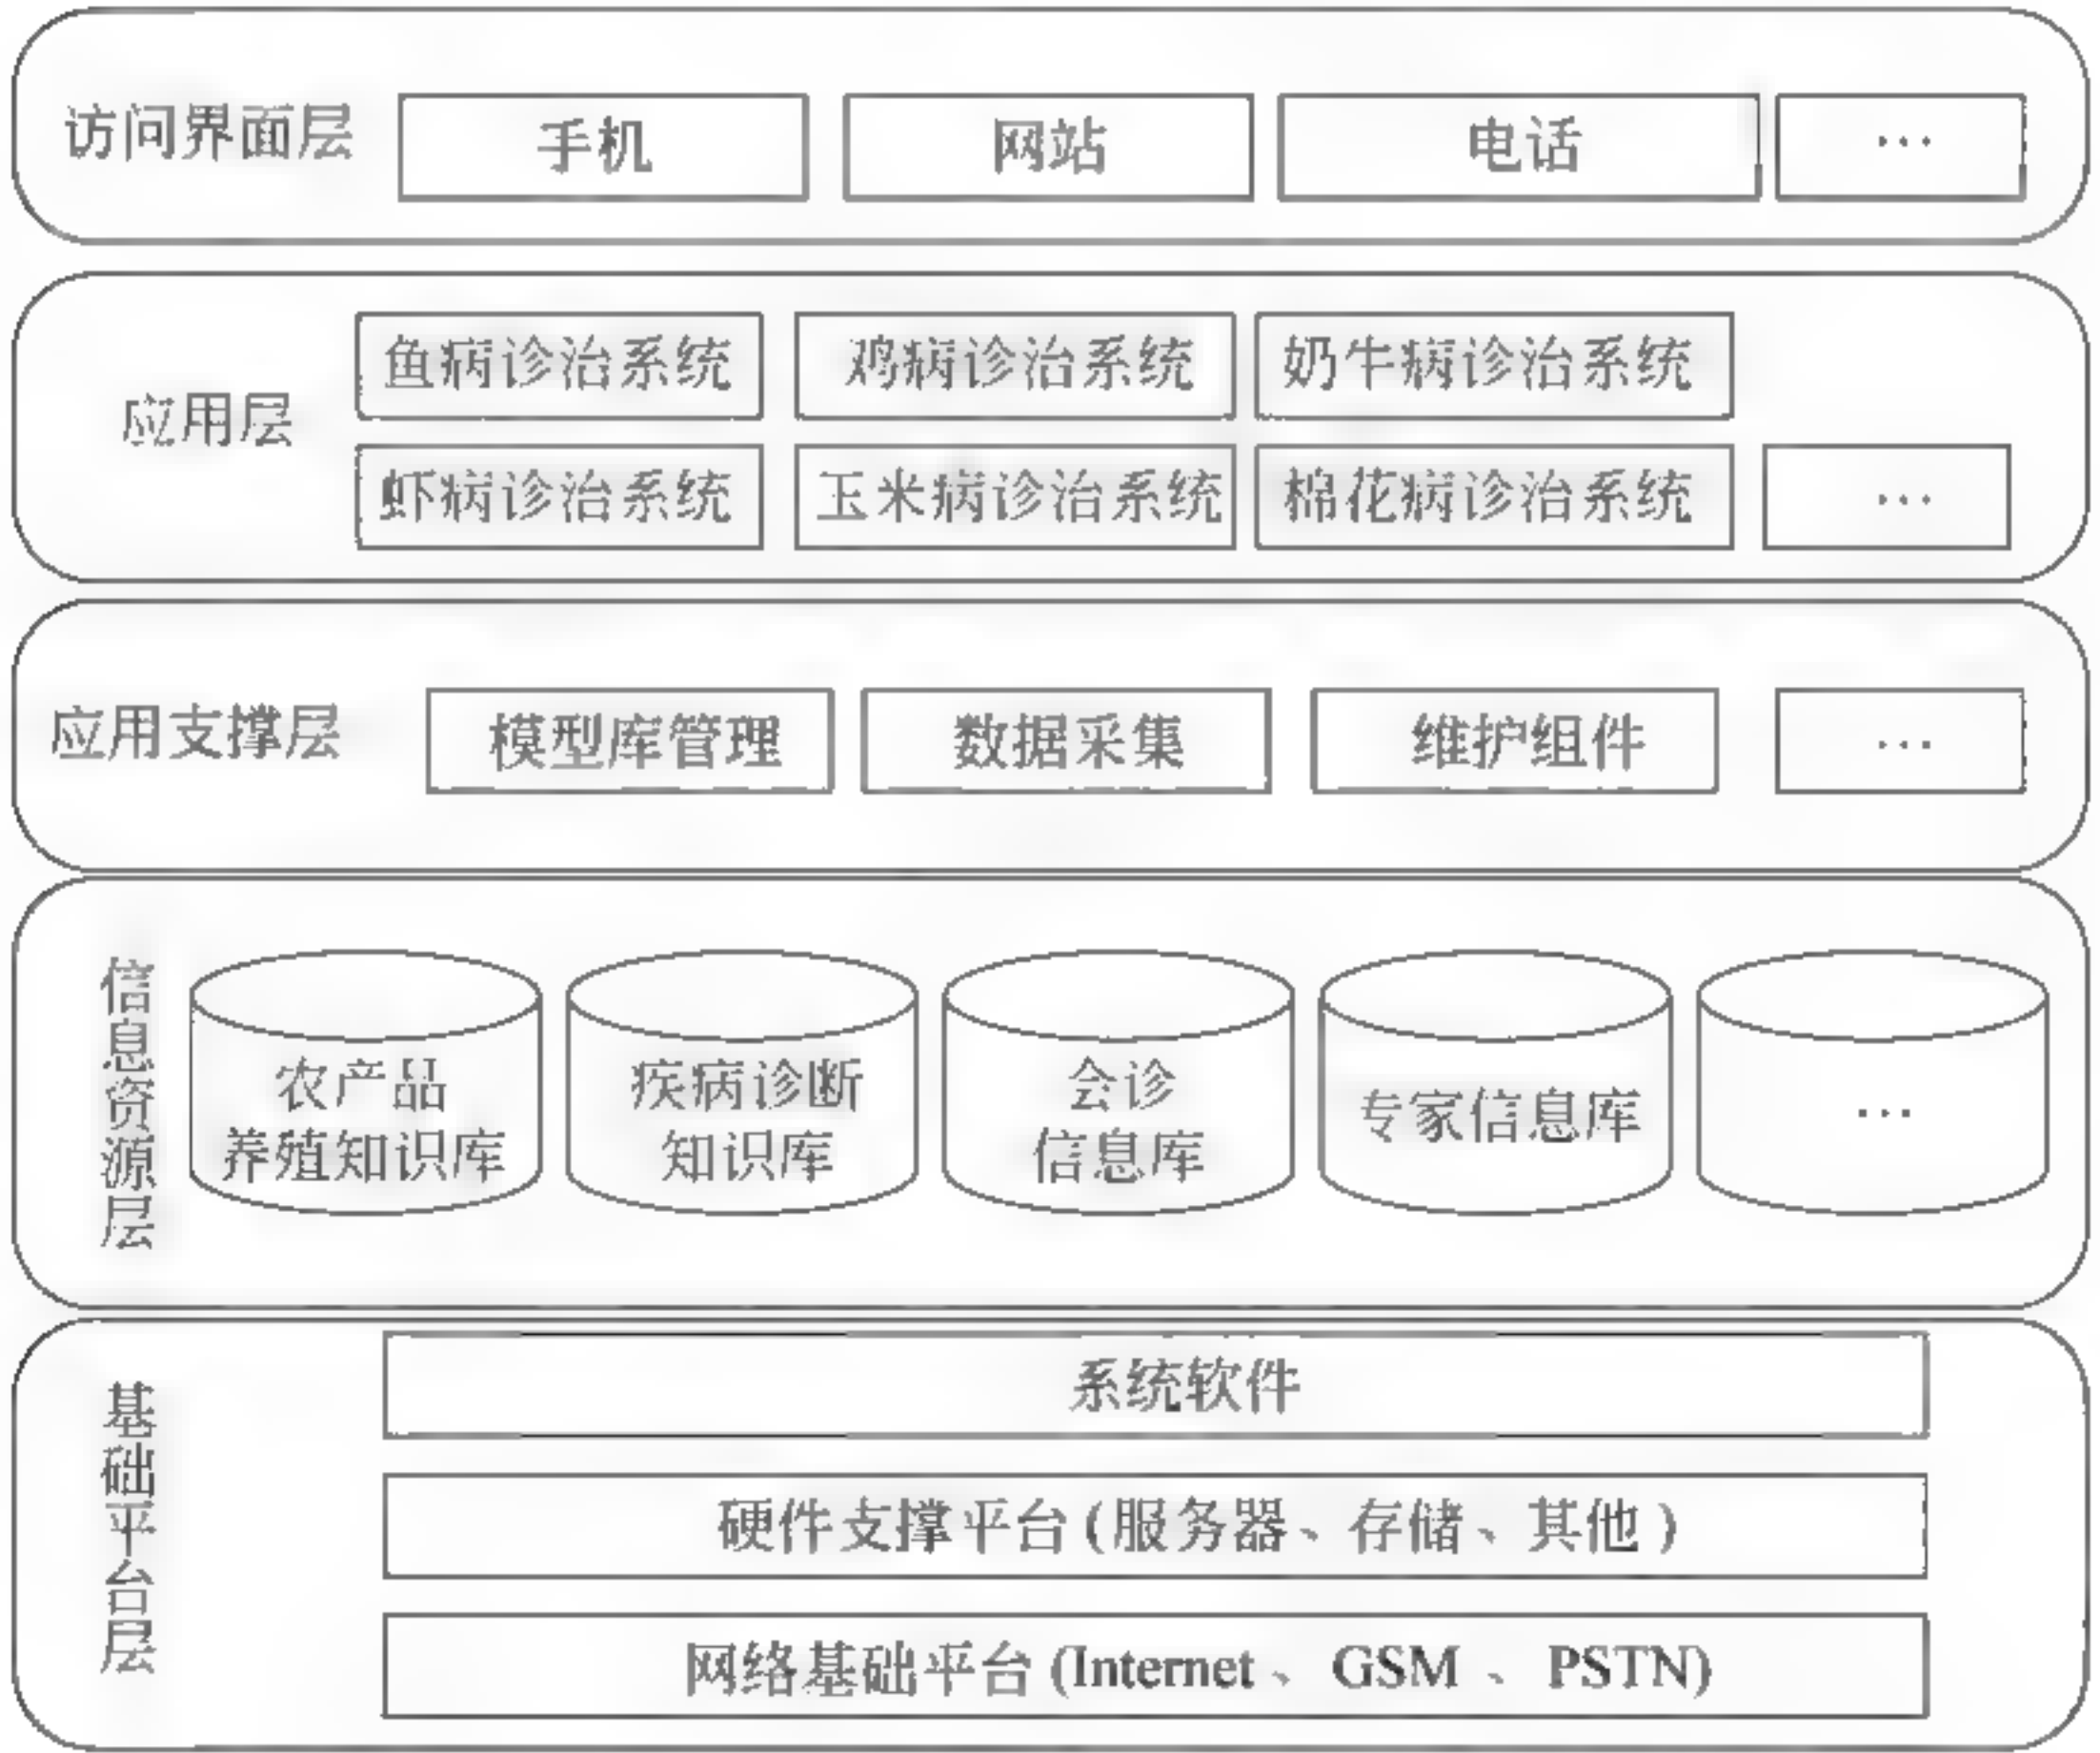 访问界面层
手机
网站
电话
…
应用层
鱼病诊治系统
鸡病诊治系统
奶牛病诊治系统
虾病诊治系统
玉米病诊治系统
棉花病诊治系统
…
应用支撑层
模型库管理
数据采集
维护组件
…
信息资源层
农产品
养殖知识库
疾病诊断
知识库
会诊
信息库
专家信息库
…
基础平台层
系统软件
硬件支撑平台(服务器、存储、其他)
网络基础平台(Internet、GSM、PSTN)